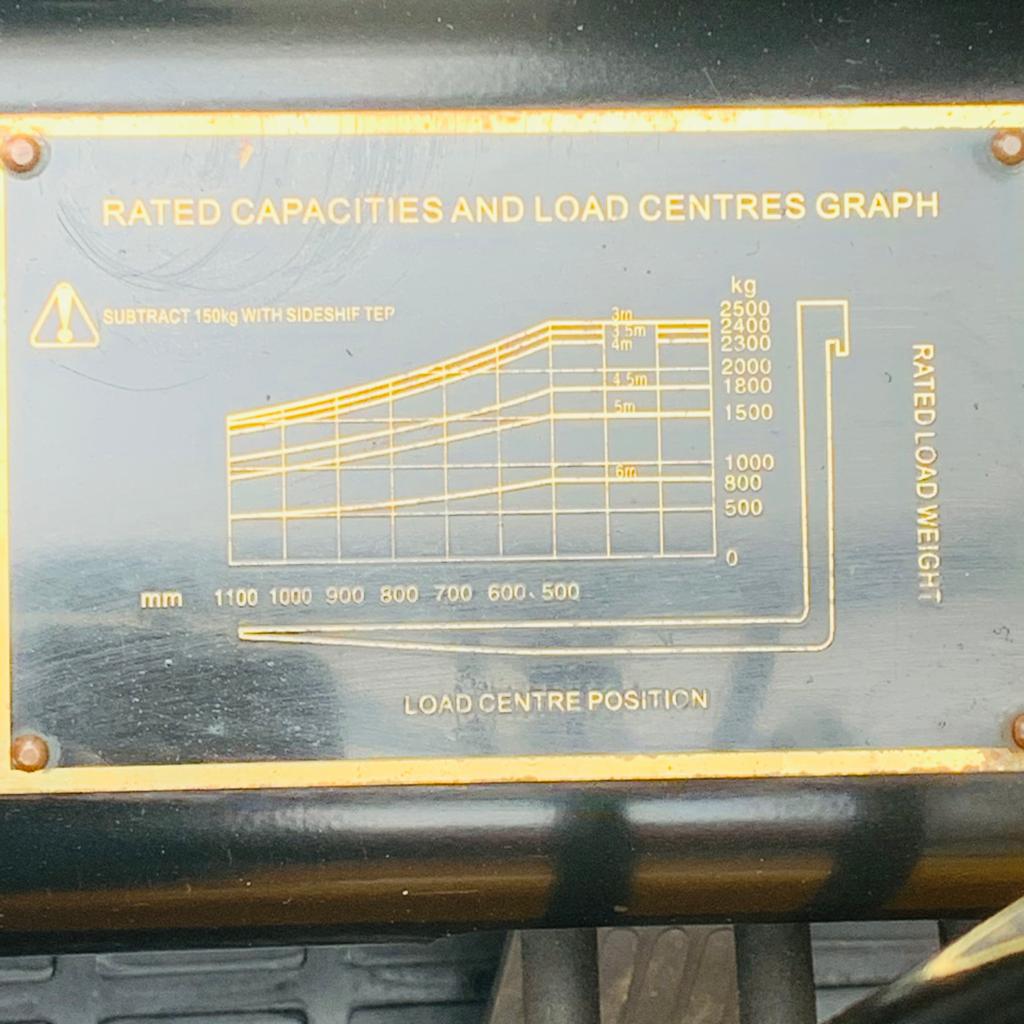 RATED CAPACITIES AND LOAD CENTRES GRAPH
SUBTRACT 150kg WITH SIDESHIF TER
kg
3m
3.5m
4m
4.5m
5m
6m
2500
2400
2300
2000
1800
1500
1000
800
500
0
RATED LOAD WEIGHT
mm 1100 1000 900 800 700 600 500
LOAD CENTRE POSITION